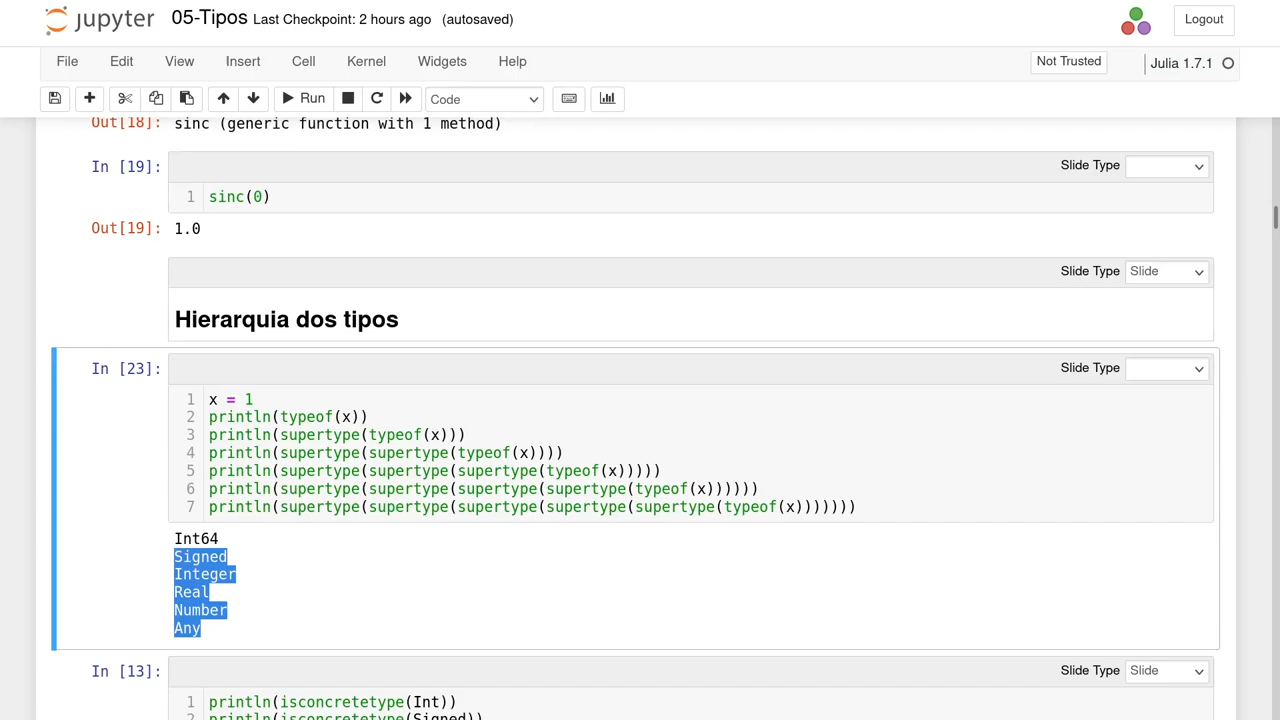 jupyter 05-Tipos Last Checkpoint: 2 hours ago (autosaved) Logout
File Edit View Insert Cell Kernel Widgets Help Not Trusted Julia 1.7.1
Run Code
Out[18]: sinc (generic function with 1 method)
In [19]: Slide Type
1 sinc(0)
Out[19]: 1.0
Slide Type Slide
Hierarquia dos tipos
In [23]: Slide Type
1 x = 1
2 println(typeof(x))
3 println(supertype(typeof(x)))
4 println(supertype(supertype(typeof(x))))
5 println(supertype(supertype(supertype(typeof(x)))))
6 println(supertype(supertype(supertype(supertype(typeof(x))))))
7 println(supertype(supertype(supertype(supertype(supertype(typeof(x)))))))
Int64
Signed
Integer
Real
Number
Any
In [13]: Slide Type Slide
1 println(isconcretetype(Int))
2 println(isconcretetype(Signed))